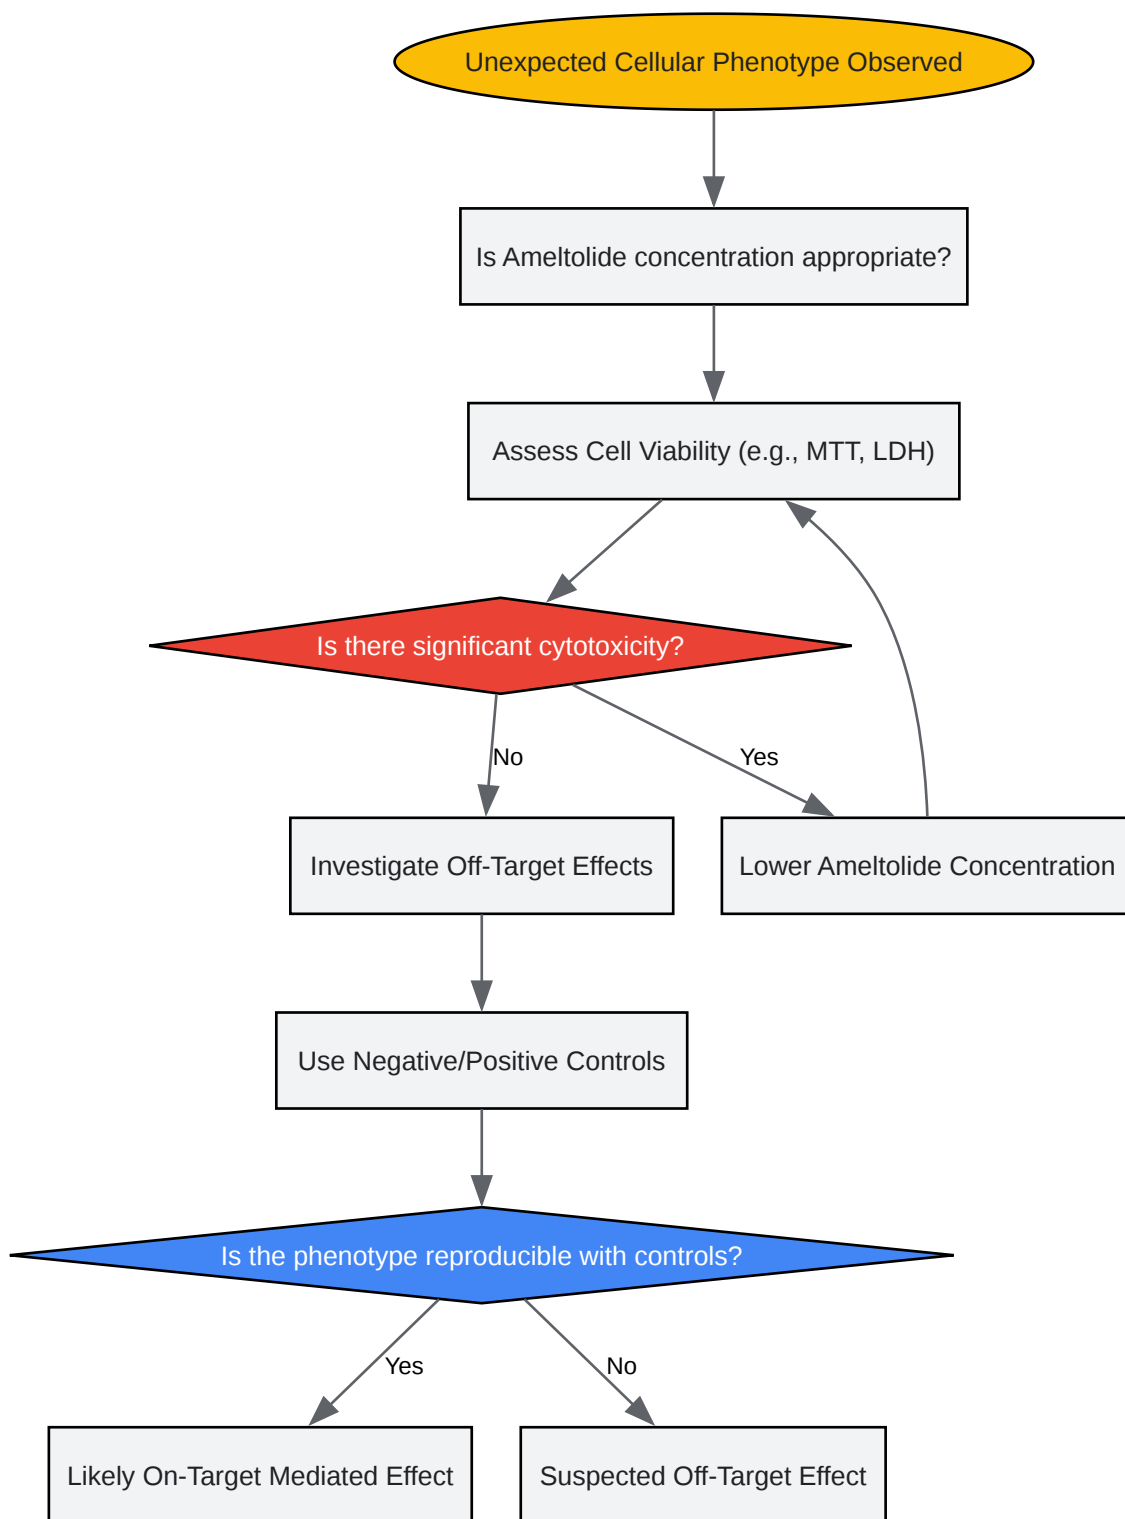 Unexpected Cellular Phenotype Observed
Is Ameltolide concentration appropriate?
Assess Cell Viability (e.g., MTT, LDH)
Is there significant cytotoxicity?
No
Yes
Investigate Off-Target Effects
Lower Ameltolide Concentration
Use Negative/Positive Controls
Is the phenotype reproducible with controls?
Yes
No
Likely On-Target Mediated Effect
Suspected Off-Target Effect